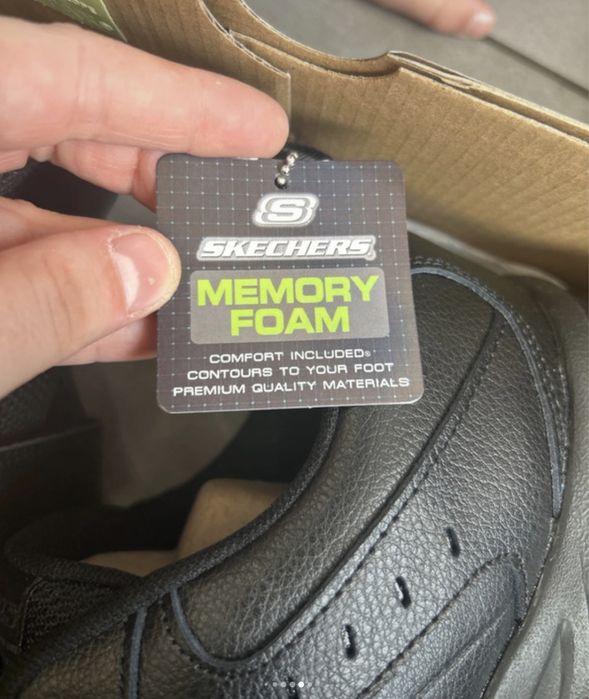 S
SKECHERS
MEMORY
FOAM
COMFORT INCLUDED®
CONTOURS TO YOUR FOOT
PREMIUM QUALITY MATERIALS